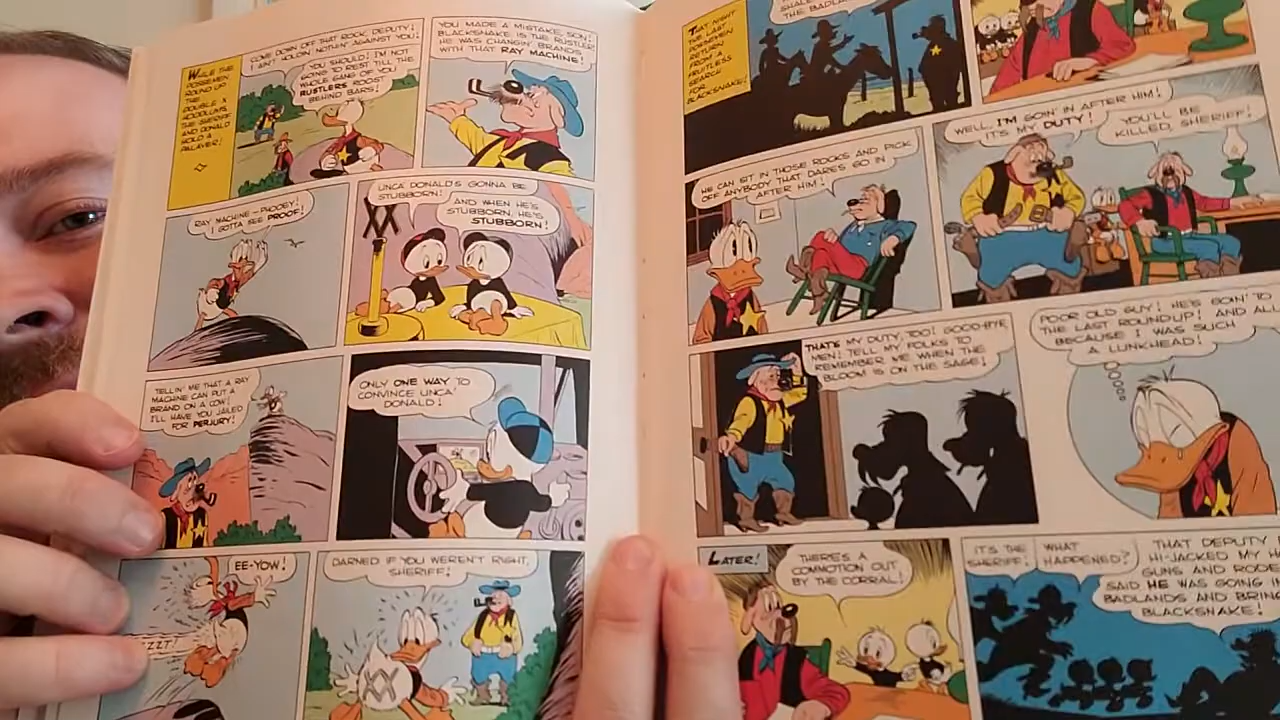 WHILE THE
POSSEMEN
ROUND UP
THE
DOUBLE X
HOODLUMS,
THE SHERIFF
AND DONALD
HOLD A
PALAVER!
COME DOWN OFF THAT ROCK, DEPUTY!
I AIN'T HOLDIN' NOTHIN' AGAINST YOU!
YOU SHOULD! I'M NOT
GOING TO REST TILL THE
WHOLE GANG OF YOU
RUSTLERS ROOST
BEHIND BARS!
YOU MADE A MISTAKE, SON!
BLACKSNAKE IS THE RUSTLER!
HE WAS CHANGIN' BRANDS
WITH THAT RAY MACHINE!
RAY MACHINE — PHOOEY!
I GOTTA SEE PROOF!
UNCA DONALD'S GONNA BE
STUBBORN!
AND WHEN HE'S
STUBBORN, HE'S
STUBBORN!
TELLIN' ME THAT A RAY
MACHINE CAN PUT A
BRAND ON A COW!
I'LL HAVE YOU JAILED
FOR PERJURY!
ONLY ONE WAY TO
CONVINCE UNCA'
DONALD!
EE-YOW!
ZZT!
DARNED IF YOU WEREN'T RIGHT,
SHERIFF!
THAT NIGHT
THE LAST
POSSEMEN
RETURN
FROM A
FRUITLESS
SEARCH
FOR
BLACKSNAKE!
THE BADLA
HE CAN SIT IN THOSE ROCKS AND PICK
OFF ANYBODY THAT DARES GO IN
AFTER HIM!
WELL, I'M GOIN' IN AFTER HIM!
IT'S MY DUTY!
YOU'LL BE
KILLED, SHERIFF!
THAT'S MY DUTY, TOO! GOOD-BYE,
MEN! TELL MY FOLKS TO
REMEMBER ME WHEN THE
BLOOM IS ON THE SAGE!
POOR OLD GUY! HE'S GOIN' TO
THE LAST ROUNDUP! AND ALL
BECAUSE I WAS SUCH
A LUNKHEAD!
LATER!
THERE'S A
COMMOTION OUT
BY THE CORRAL!
IT'S THE
SHERIFF!
WHAT
HAPPENED?
THAT DEPUTY
HI-JACKED MY H
GUNS AND RODE
SAID HE WAS GOING IN
BADLANDS AND BRING
BLACKSNAKE!